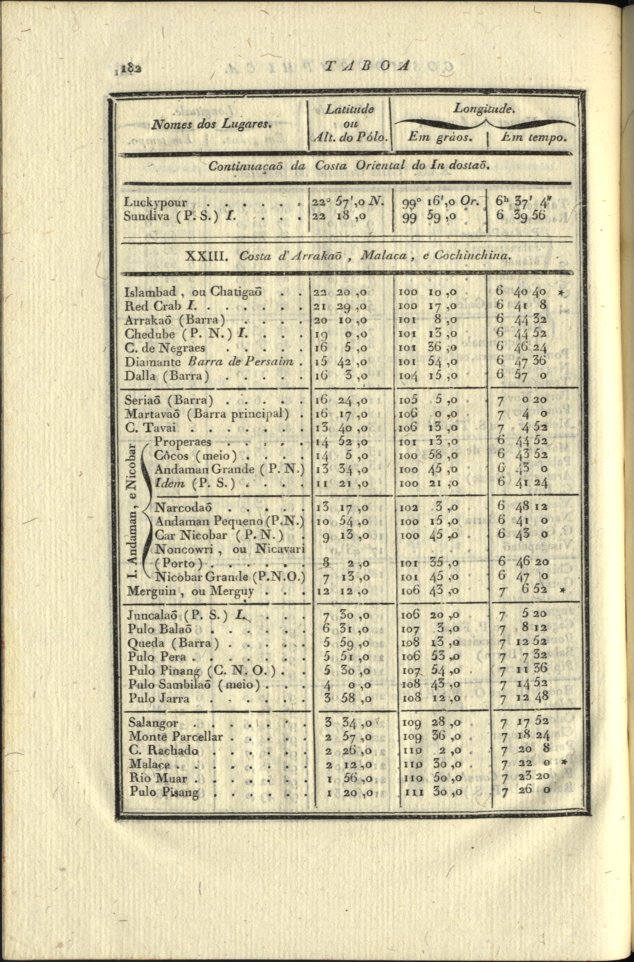 182 TABOA
Nomes dos Lugares. Latitude ou Alt. do Pólo. Longitude.
Em gráos. Em tempo.
Continuaçaõ da Costa Oriental do Indostaõ.
Luckypour . . . . . . 22° 57',0 N. 99° 16',0 Or. 6h 37' 4"
Sundiva (P. S.) I. . . . 22 18 ,0 99 59 ,0 6 39 56
XXIII. Costa d'Arrakaõ, Malaca, e Cochinchina.
Islambad, ou Chatigaõ . . 22 20 ,0 100 10 ,0 6 40 40 *
Red Crab I. . . . . . 21 29 ,0 100 17 ,0 6 41 8
Arrakaõ (Barra) . . . . 20 10 ,0 101 8 ,0 6 44 32
Chedube (P. N.) I. . . . 19 0 ,0 101 13 ,0 6 44 52
C. de Negraes . . . . . 16 5 ,0 101 36 ,0 6 46 24
Diamante Barra de Persaim . 15 42 ,0 101 54 ,0 6 47 36
Dalla (Barra) . . . . . 16 3 ,0 104 15 ,0 6 57 0
Seriaõ (Barra) . . . . . 16 24 ,0 105 5 ,0 7 0 20
Martavaõ (Barra principal) . 16 17 ,0 106 0 ,0 7 4 0
C. Tavai . . . . . . 13 40 ,0 106 13 ,0 7 4 52
I. Andaman, e Nicobar
Properaes . . . . . 14 52 ,0 101 13 ,0 6 44 52
Côcos (meio) . . . . 14 5 ,0 100 58 ,0 6 43 52
Andaman Grande (P. N.) 13 34 ,0 100 45 ,0 6 43 0
Idem (P. S.) . . . . 11 21 ,0 100 21 ,0 6 41 24
Narcodaõ . . . . . 13 17 ,0 102 3 ,0 6 48 12
Andaman Pequeno (P.N.) 10 54 ,0 100 15 ,0 6 41 0
Car Nicobar (P. N.) . 9 13 ,0 100 45 ,0 6 43 0
Noncowri, ou Nicavari
(Porto) . . . . . . 8 2 ,0 101 35 ,0 6 46 20
Nicobar Grande (P.N.O.) 7 13 ,0 101 45 ,0 6 47 0
Merguin, ou Merguy . . . 12 12 ,0 106 43 ,0 7 6 52 *
Juncalaõ (P. S.) I. . . . 7 30 ,0 106 20 ,0 7 5 20
Pulo Balaõ . . . . . . 6 31 ,0 107 3 ,0 7 8 12
Queda (Barra) . . . . . 5 59 ,0 108 13 ,0 7 12 52
Pulo Pera . . . . . . 5 51 ,0 106 53 ,0 7 7 32
Pulo Pinang (C. N. O.) . . 5 30 ,0 107 54 ,0 7 11 36
Pulo Sambilaõ (meio) . . . 4 0 ,0 108 43 ,0 7 14 52
Pulo Jarra . . . . . . 3 58 ,0 108 12 ,0 7 12 48
Salangor . . . . . . . 3 34 ,0 109 28 ,0 7 17 52
Monte Parcellar . . . . . 2 57 ,0 109 36 ,0 7 18 24
C. Rachado . . . . . . 2 26 ,0 110 2 ,0 7 20 8
Malaca . . . . . . . 2 12 ,0 110 30 ,0 7 22 0 *
Rio Muar . . . . . . . 1 56 ,0 110 50 ,0 7 23 20
Pulo Pisang . . . . . . 1 20 ,0 111 30 ,0 7 26 0